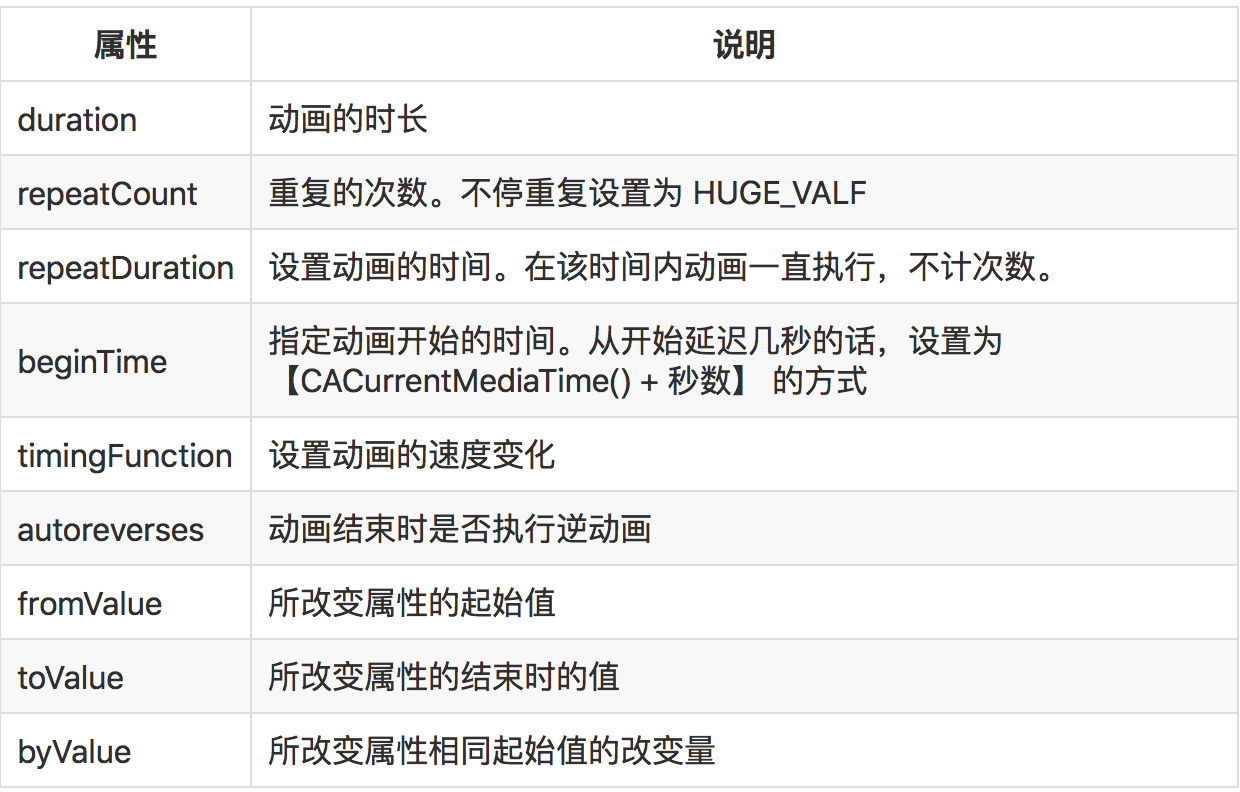 属性 说明
duration 动画的时长
repeatCount 重复的次数。不停重复设置为 HUGE_VALF
repeatDuration 设置动画的时间。在该时间内动画一直执行，不计次数。
beginTime 指定动画开始的时间。从开始延迟几秒的话，设置为
【CACurrentMediaTime() + 秒数】 的方式
timingFunction 设置动画的速度变化
autoreverses 动画结束时是否执行逆动画
fromValue 所改变属性的起始值
toValue 所改变属性的结束时的值
byValue 所改变属性相同起始值的改变量